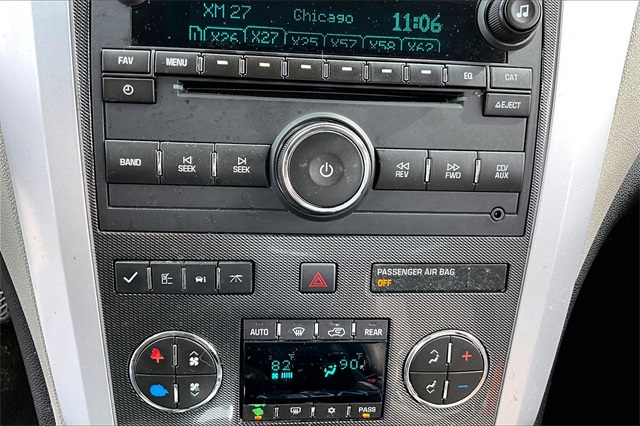 XM 27 Chicago 11:06
X26 X27 X25 X57 X58 X62
FAV MENU EQ CAT
EJECT
BAND SEEK SEEK REV FWD CD/
AUX
PASSENGER AIR BAG
OFF
AUTO REAR
82°F 90°F
PASS